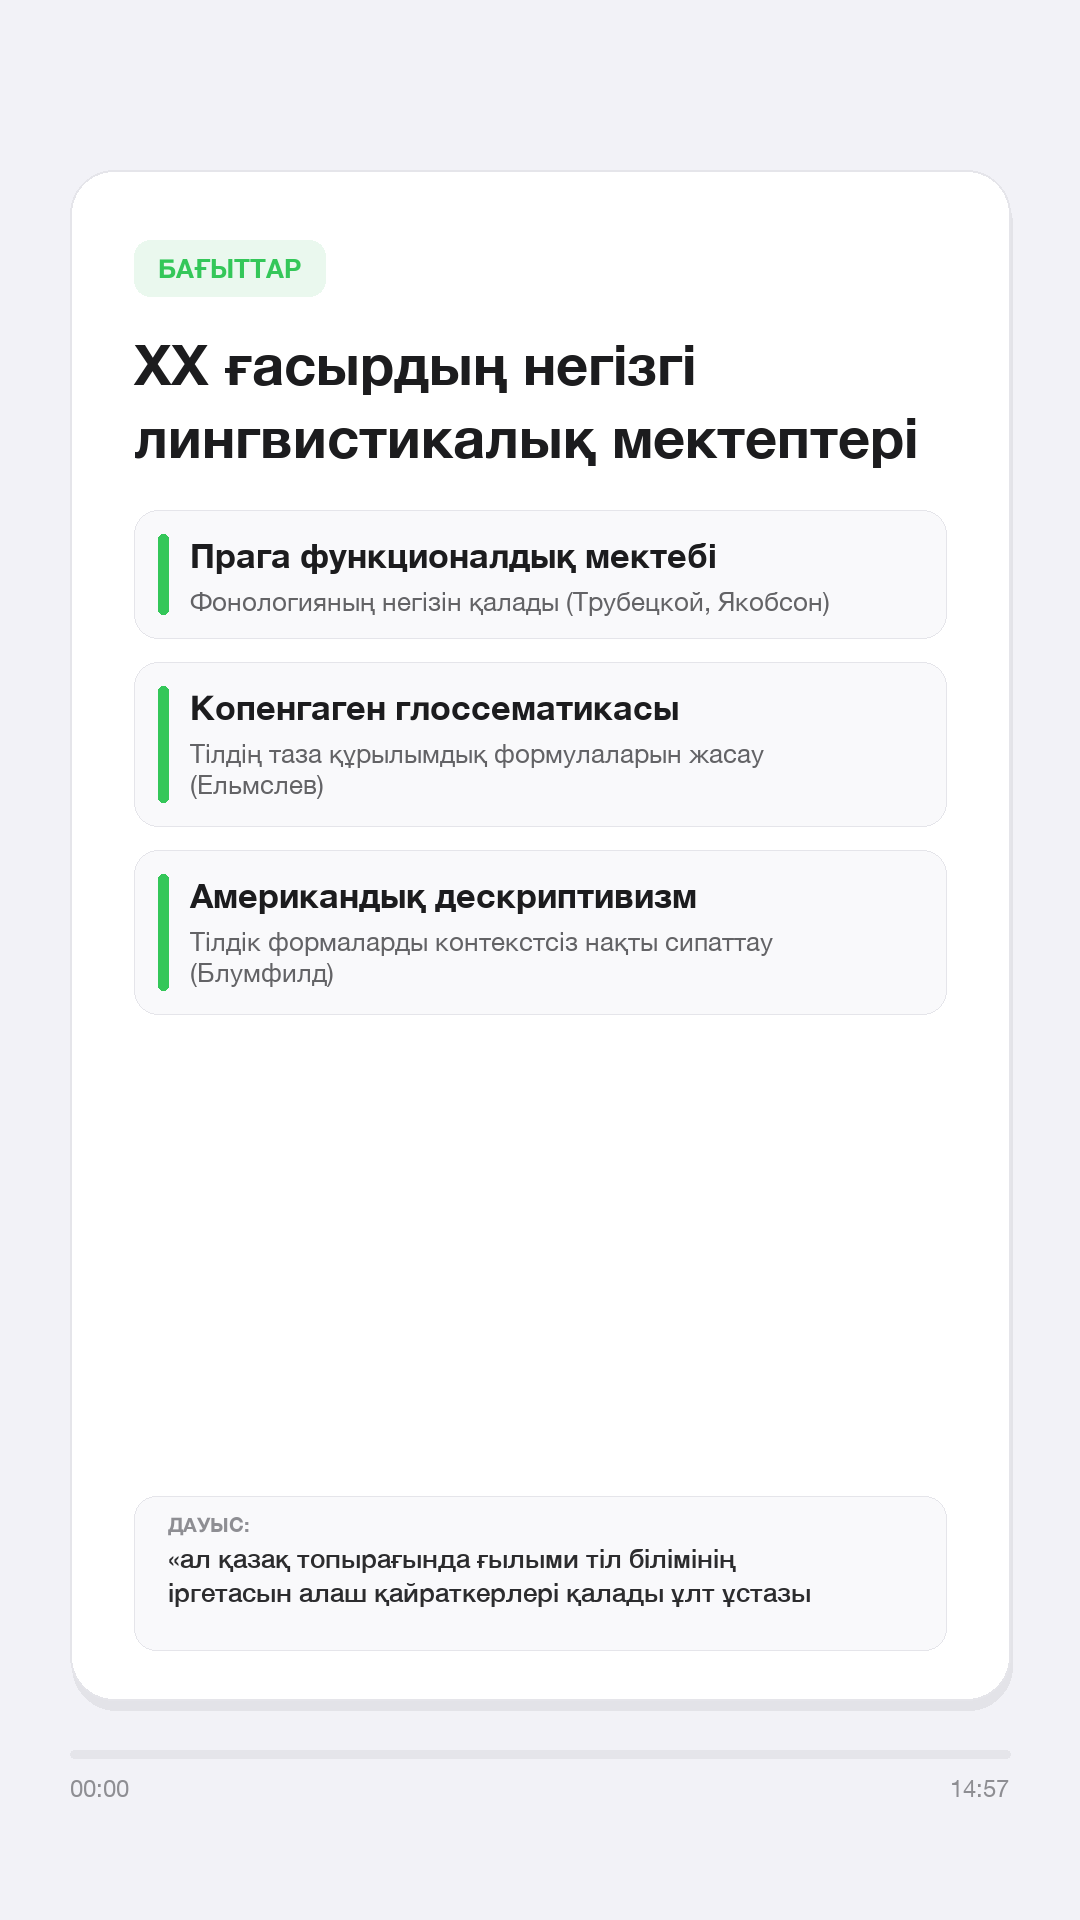 БАҒЫТТАР
XX ғасырдың негізгі
лингвистикалық мектептері
Прага функционалдық мектебі
Фонологияның негізін қалады (Трубецкой, Якобсон)
Копенгаген глоссематикасы
Тілдің таза құрылымдық формулаларын жасау
(Ельмслев)
Американдық дескриптивизм
Тілдік формаларды контекстсіз нақты сипаттау
(Блумфилд)
ДАУЫС:
«ал қазақ топырағында ғылыми тіл білімінің
іргетасын алаш қайраткерлері қалады ұлт ұстазы
00:00
14:57